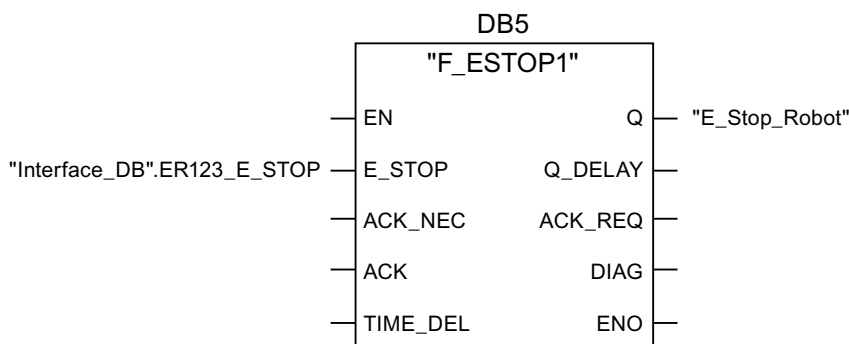 DB5
"F_ESTOP1"
EN Q "E_Stop_Robot"
"Interface_DB".ER123_E_STOP E_STOP Q_DELAY
ACK_NEC ACK_REQ
ACK DIAG
TIME_DEL ENO